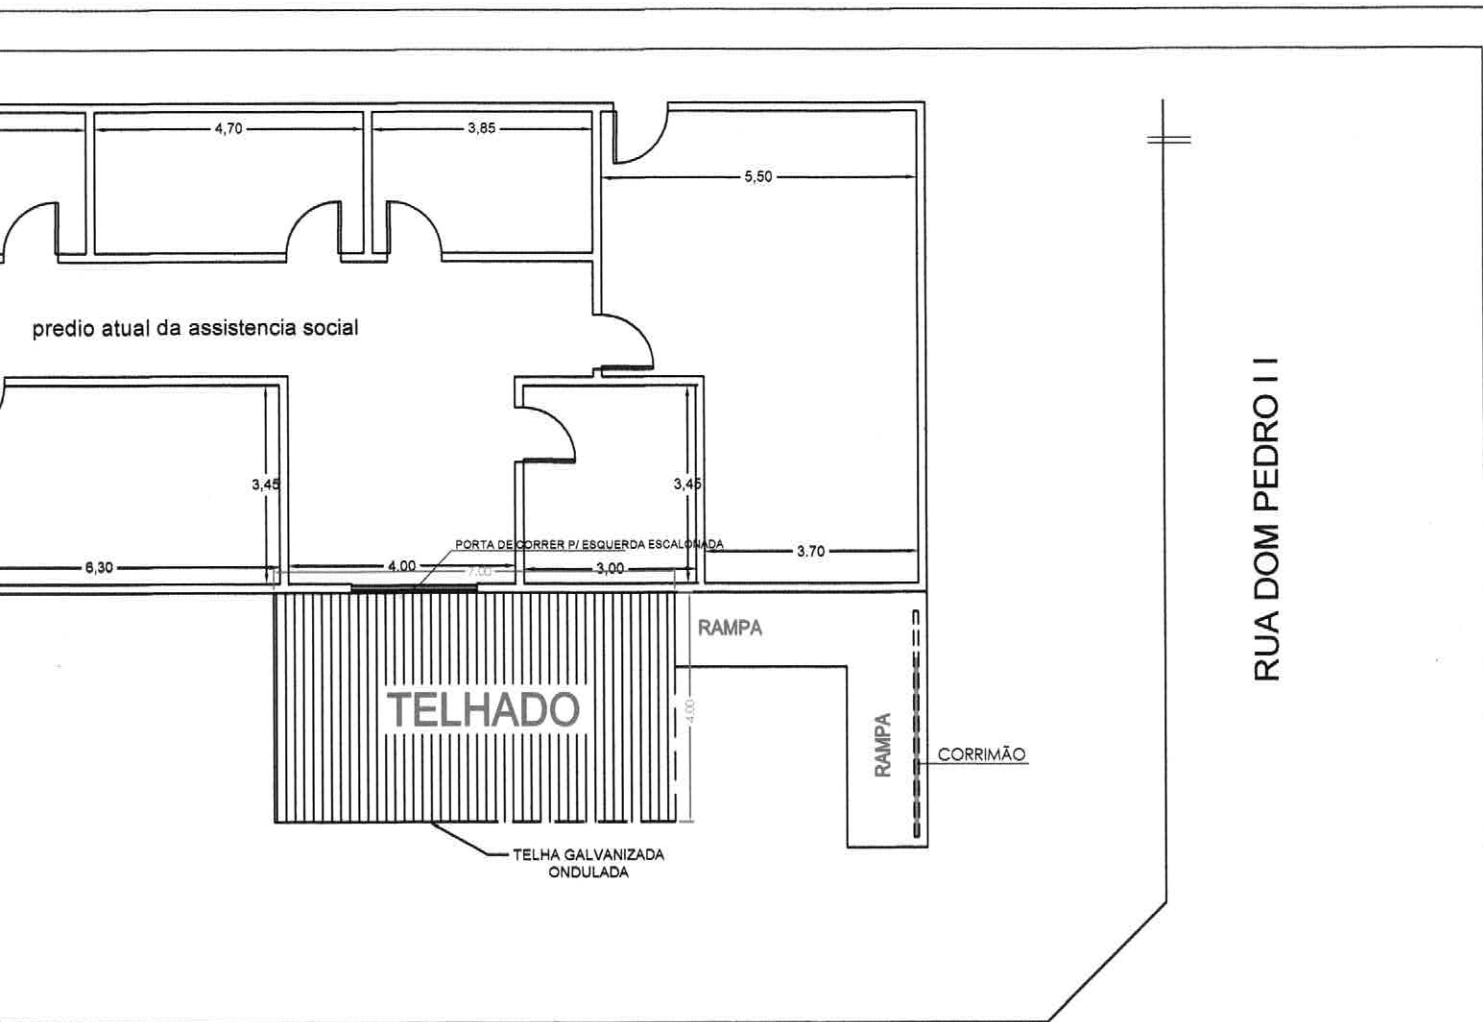 4,70
3,85
5,50
predio atual da assistencia social
RUA DOM PEDRO I I
3,45
3,45
PORTA DE CORRER P/ ESQUERDA ESCALONADA
3.70
6,30
4.00
7.00
3,00
RAMPA
TELHADO
4.00
RAMPA
CORRIMÃO
TELHA GALVANIZADA
ONDULADA